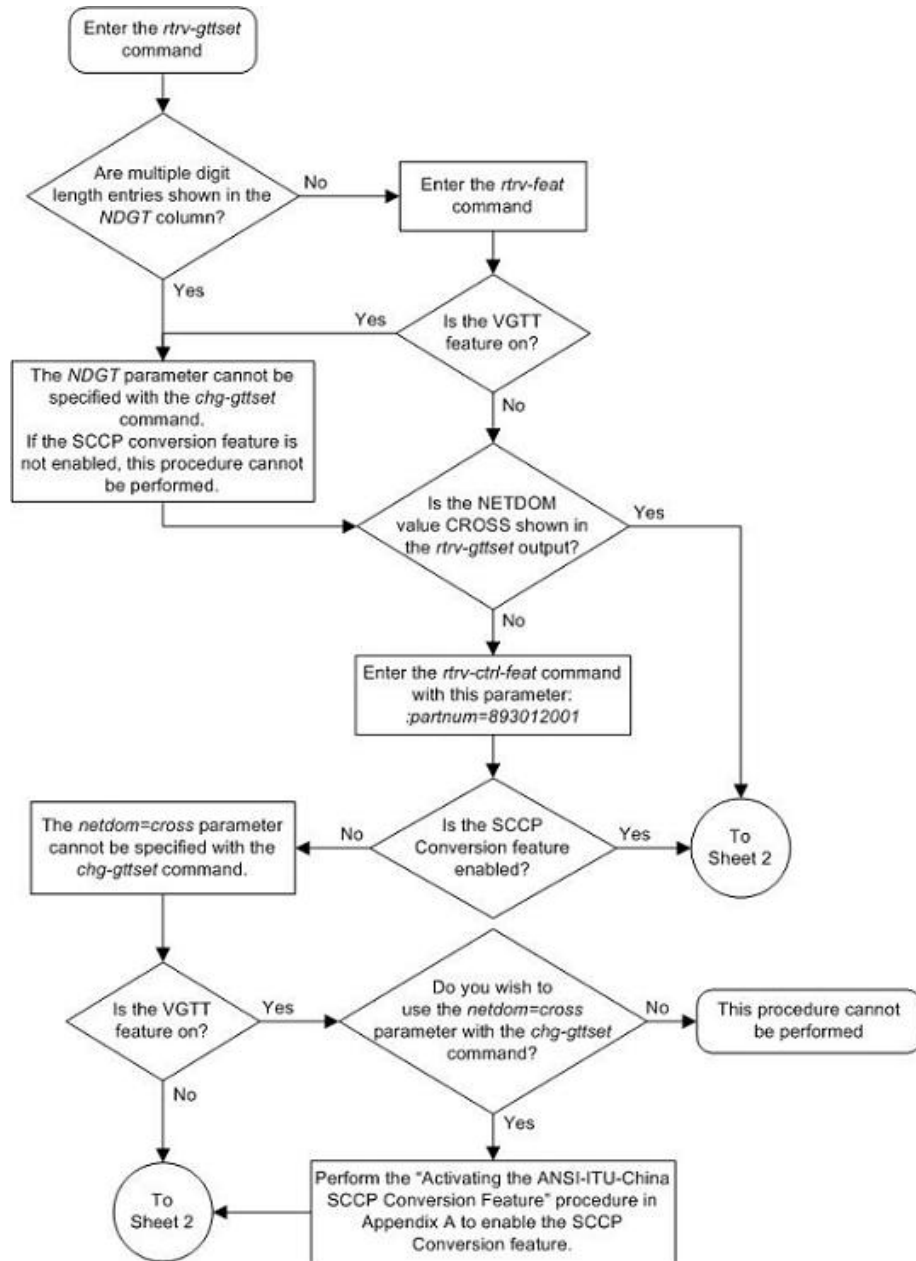 Enter the rtrv-gttset
command
Are multiple digit
length entries shown in the
NDGT column?
No
Enter the rtrv-feat
command
Yes
Is the VGTT
feature on?
Yes
No
The NDGT parameter cannot be
specified with the chg-gttset
command.
If the SCCP conversion feature is
not enabled, this procedure cannot
be performed.
Is the NETDOM
value CROSS shown in
the rtrv-gttset output?
Yes
No
Enter the rtrv-ctrl-feat command
with this parameter:
:partnum=893012001
Is the SCCP
Conversion feature
enabled?
No
Yes
To
Sheet 2
The netdom=cross parameter
cannot be specified with the
chg-gttset command.
Is the VGTT
feature on?
Yes
No
Do you wish to
use the netdom=cross
parameter with the chg-gttset
command?
No
This procedure cannot
be performed
Yes
Perform the “Activating the ANSI-ITU-China
SCCP Conversion Feature” procedure in
Appendix A to enable the SCCP
Conversion feature.
To
Sheet 2